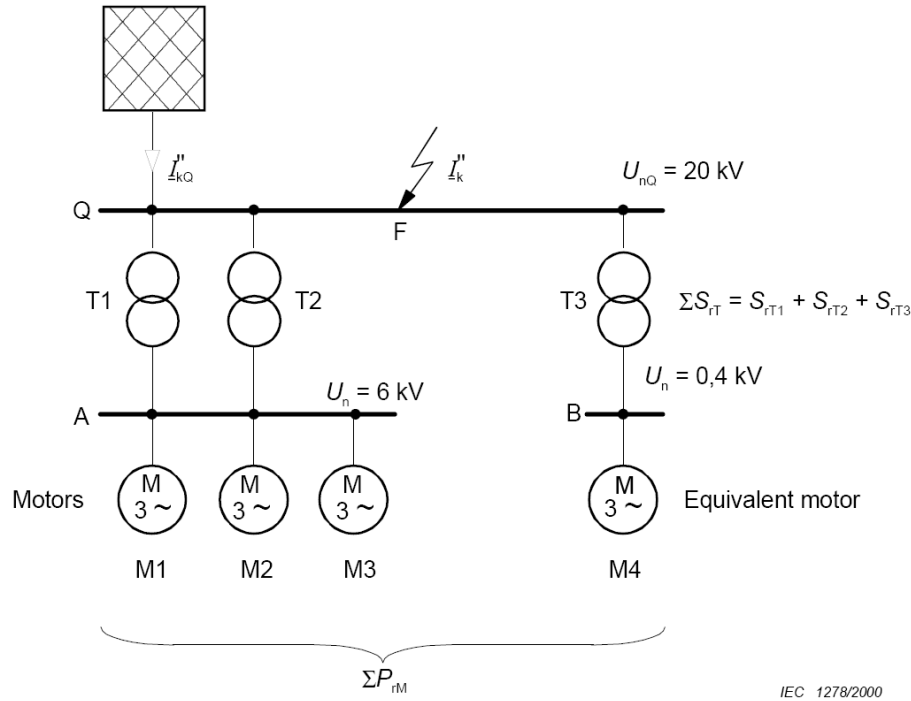 I"kQ
I"k
UnQ = 20 kV
Q
F
T1
T2
T3
ΣSrT = SrT1 + SrT2 + SrT3
Un = 6 kV
Un = 0,4 kV
A
B
Motors
M 3 ~
M 3 ~
M 3 ~
M 3 ~
Equivalent motor
M1
M2
M3
M4
ΣPrM
IEC 1278/2000